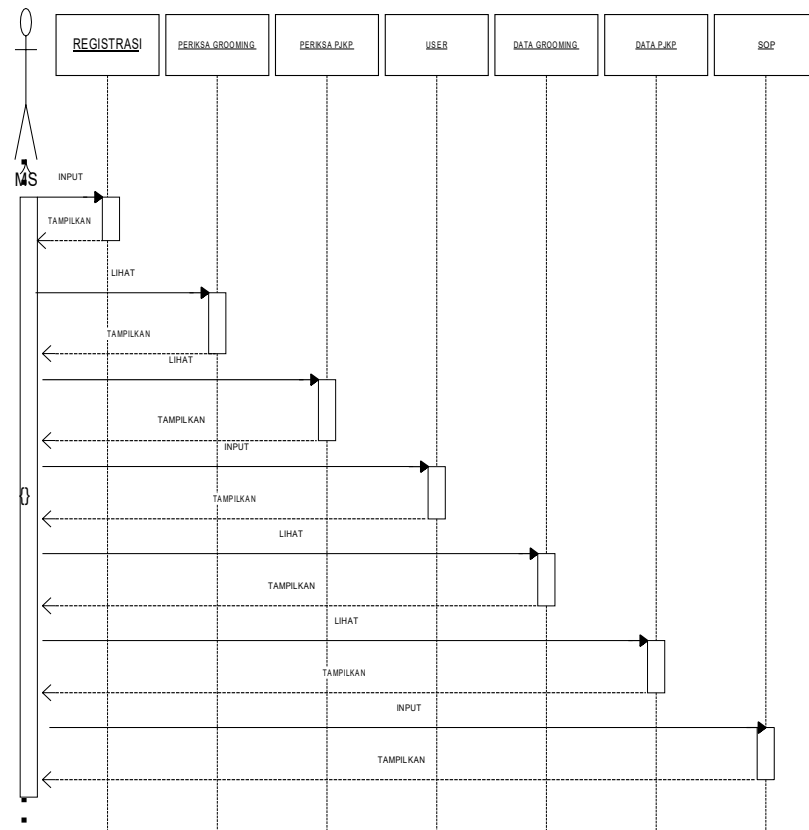 REGISTRASI
PERIKSA GROOMING
PERIKSA PJKP
USER
DATA GROOMING
DATA PJKP
SOP
MS
INPUT
TAMPILKAN
LIHAT
TAMPILKAN
LIHAT
TAMPILKAN
INPUT
{}
TAMPILKAN
LIHAT
TAMPILKAN
LIHAT
TAMPILKAN
INPUT
TAMPILKAN